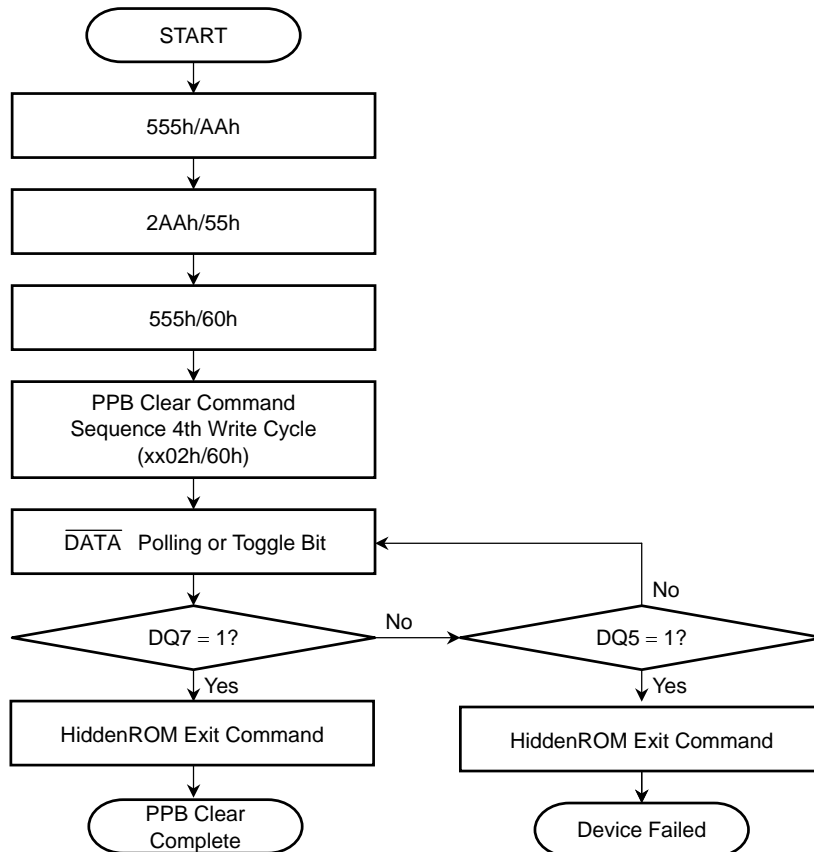 START
555h/AAh
2AAh/55h
555h/60h
PPB Clear Command
Sequence 4th Write Cycle
(xx02h/60h)
DATA Polling or Toggle Bit
No
DQ7 = 1?
No
DQ5 = 1?
Yes
Yes
HiddenROM Exit Command
HiddenROM Exit Command
PPB Clear
Complete
Device Failed